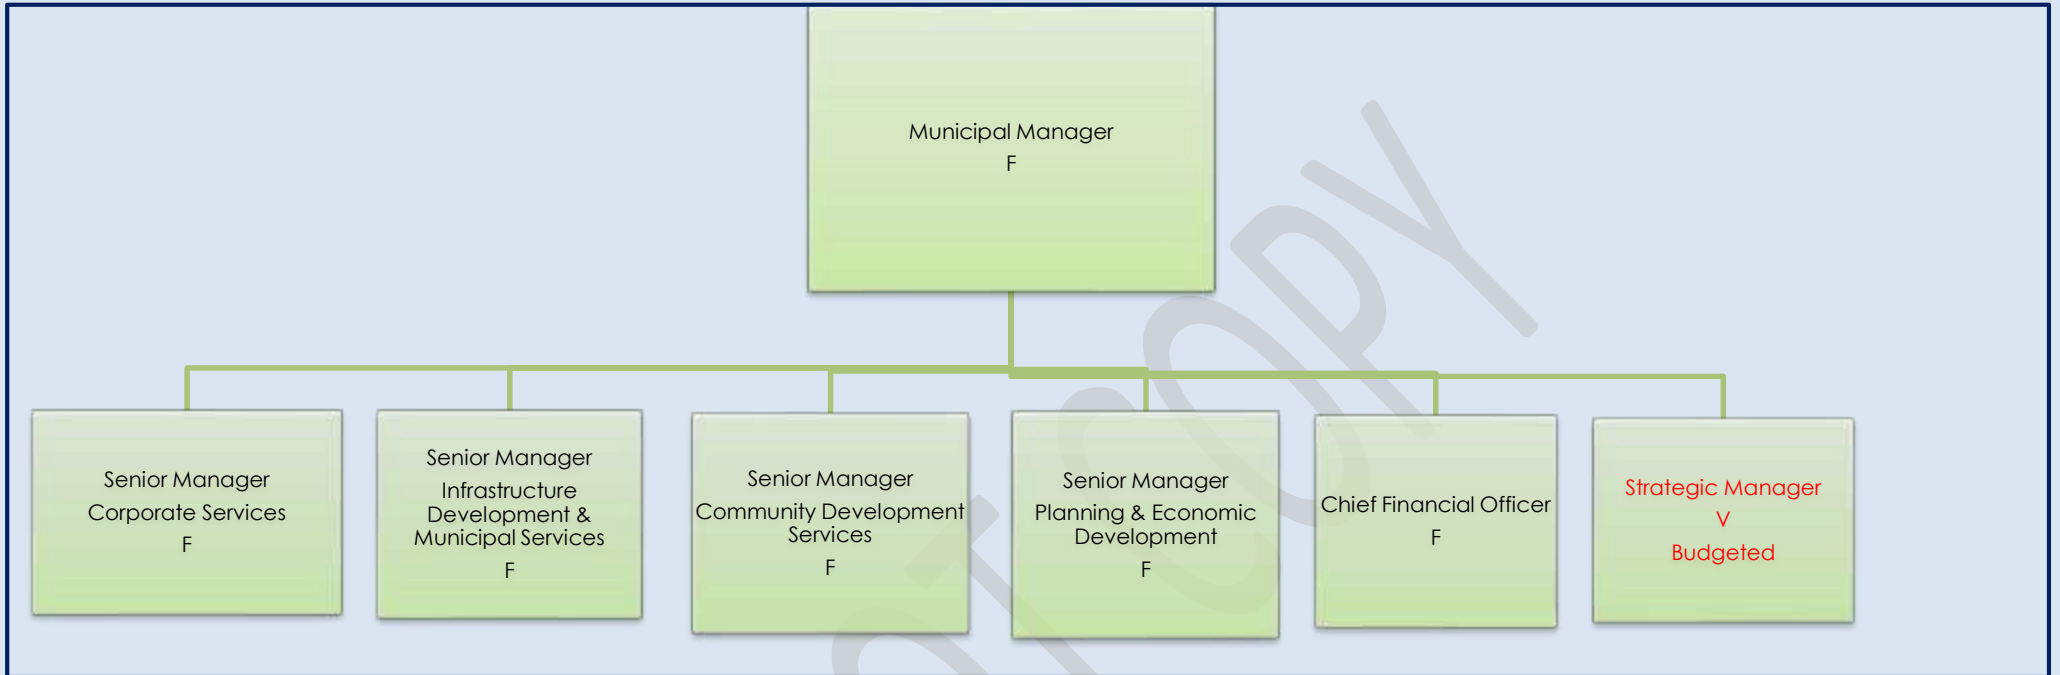 Municipal Manager
F
Senior Manager
Corporate Services
F
Senior Manager
Infrastructure
Development &
Municipal Services
F
Senior Manager
Community Development
Services
F
Senior Manager
Planning & Economic
Development
F
Chief Financial Officer
F
Strategic Manager
V
Budgeted
COPY